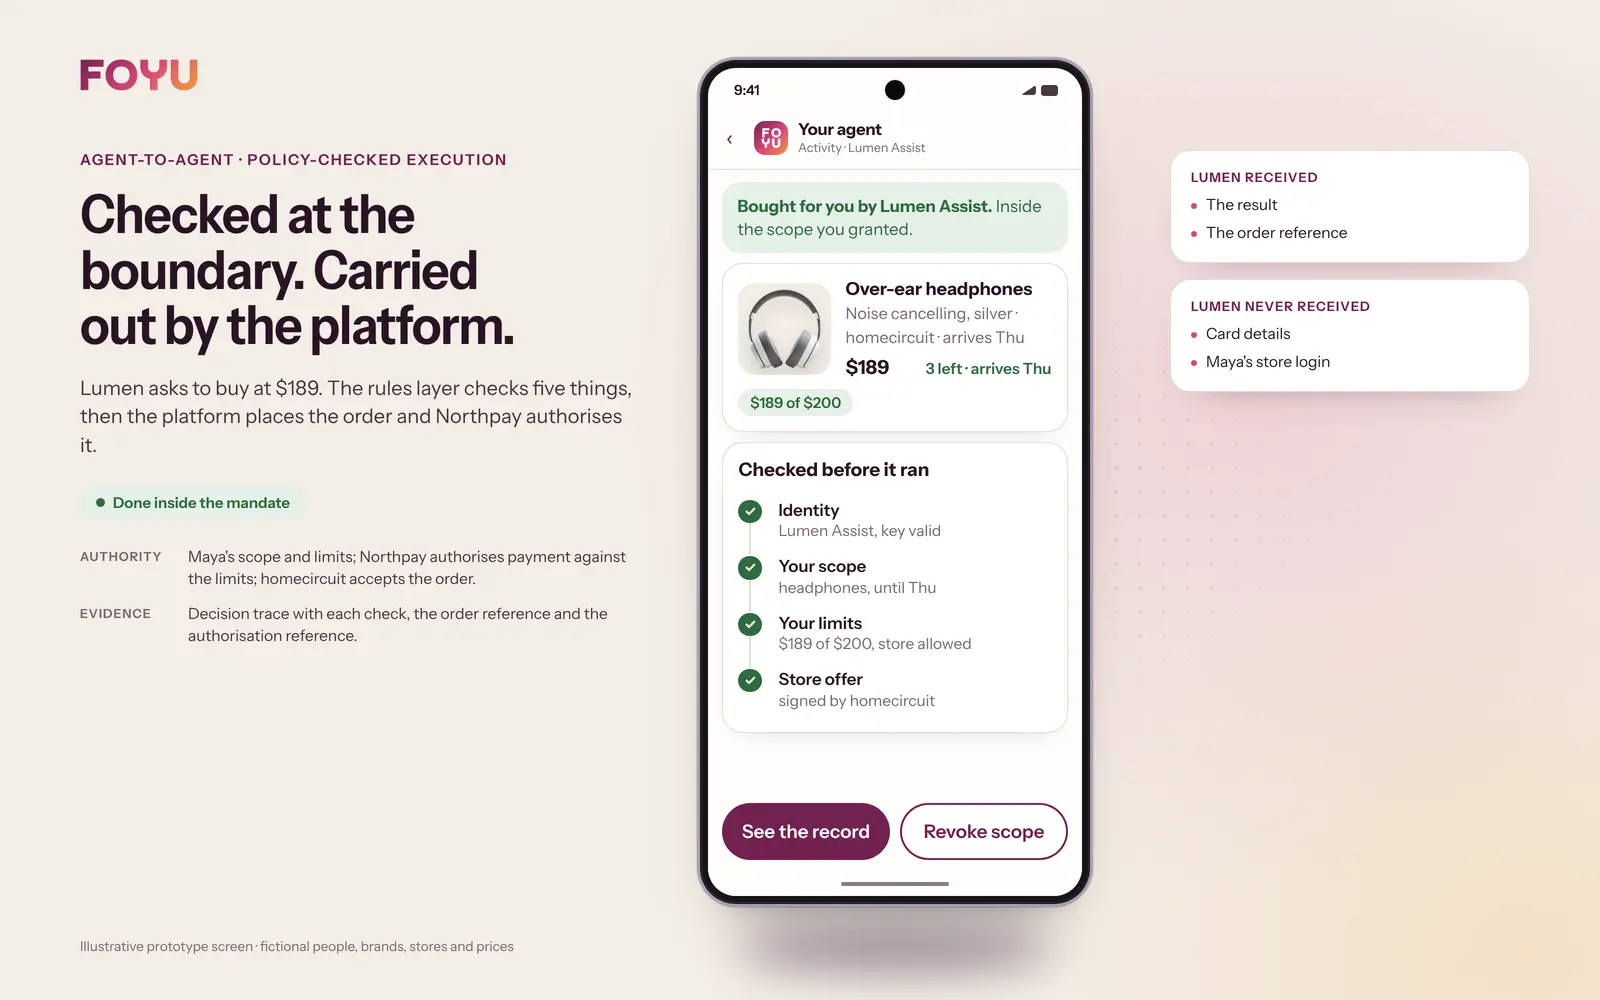 FOYU
AGENT-TO-AGENT · POLICY-CHECKED EXECUTION
Checked at the
boundary. Carried
out by the platform.
Lumen asks to buy at $189. The rules layer checks five things,
then the platform places the order and Northpay authorises
it.
Done inside the mandate
AUTHORITY
Maya's scope and limits; Northpay authorises payment against
the limits; homecircuit accepts the order.
EVIDENCE
Decision trace with each check, the order reference and the
authorisation reference.
Illustrative prototype screen · fictional people, brands, stores and prices
9:41
‹
FO
YU
Your agent
Activity · Lumen Assist
Bought for you by Lumen Assist. Inside
the scope you granted.
Over-ear headphones
Noise cancelling, silver ·
homecircuit · arrives Thu
$189
3 left · arrives Thu
$189 of $200
Checked before it ran
Identity
Lumen Assist, key valid
Your scope
headphones, until Thu
Your limits
$189 of $200, store allowed
Store offer
signed by homecircuit
See the record
Revoke scope
LUMEN RECEIVED
The result
The order reference
LUMEN NEVER RECEIVED
Card details
Maya's store login